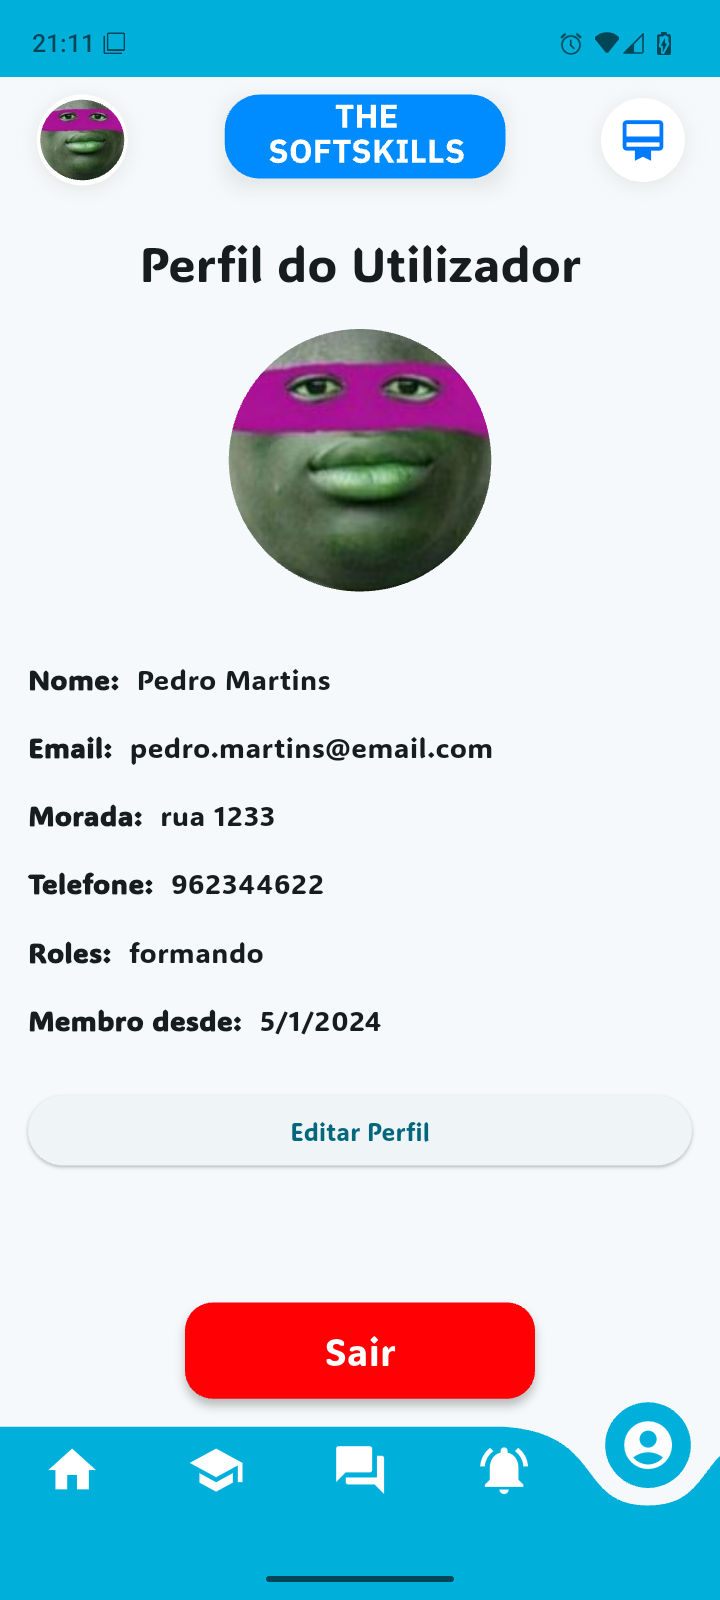 21:11
THE
SOFTSKILLS
Perfil do Utilizador
Nome: Pedro Martins
Email: pedro.martins@email.com
Morada: rua 1233
Telefone: 962344622
Roles: formando
Membro desde: 5/1/2024
Editar Perfil
Sair